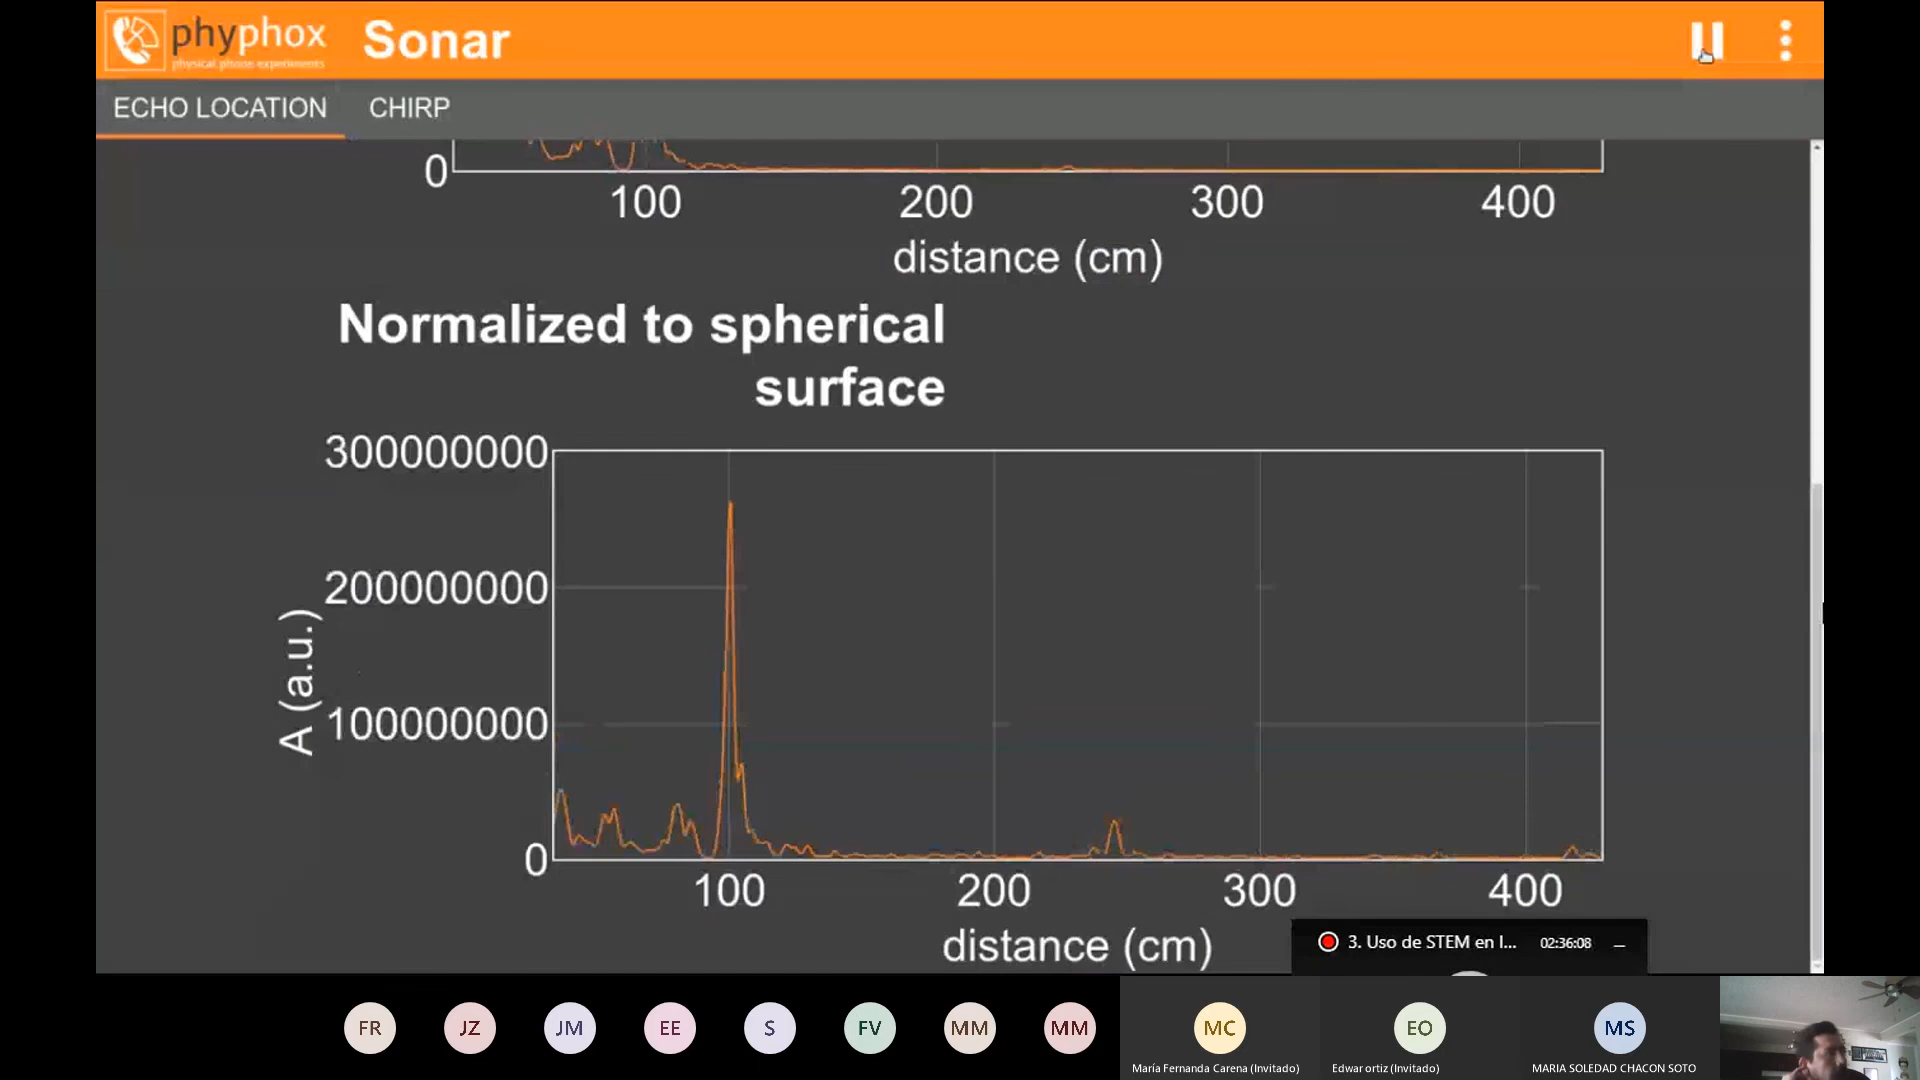 phyphox
physical phone experiments
Sonar
ECHO LOCATION CHIRP
0
100 200 300 400
distance (cm)
Normalized to spherical
surface
300000000
200000000
100000000
0
A (a.u.)
100 200 300 400
distance (cm)
3. Uso de STEM en l... 02:36:08
FR JZ JM EE S FV MM MM MC EO MS
María Fernanda Carena (Invitado) Edwar ortiz (Invitado) MARIA SOLEDAD CHACON SOTO